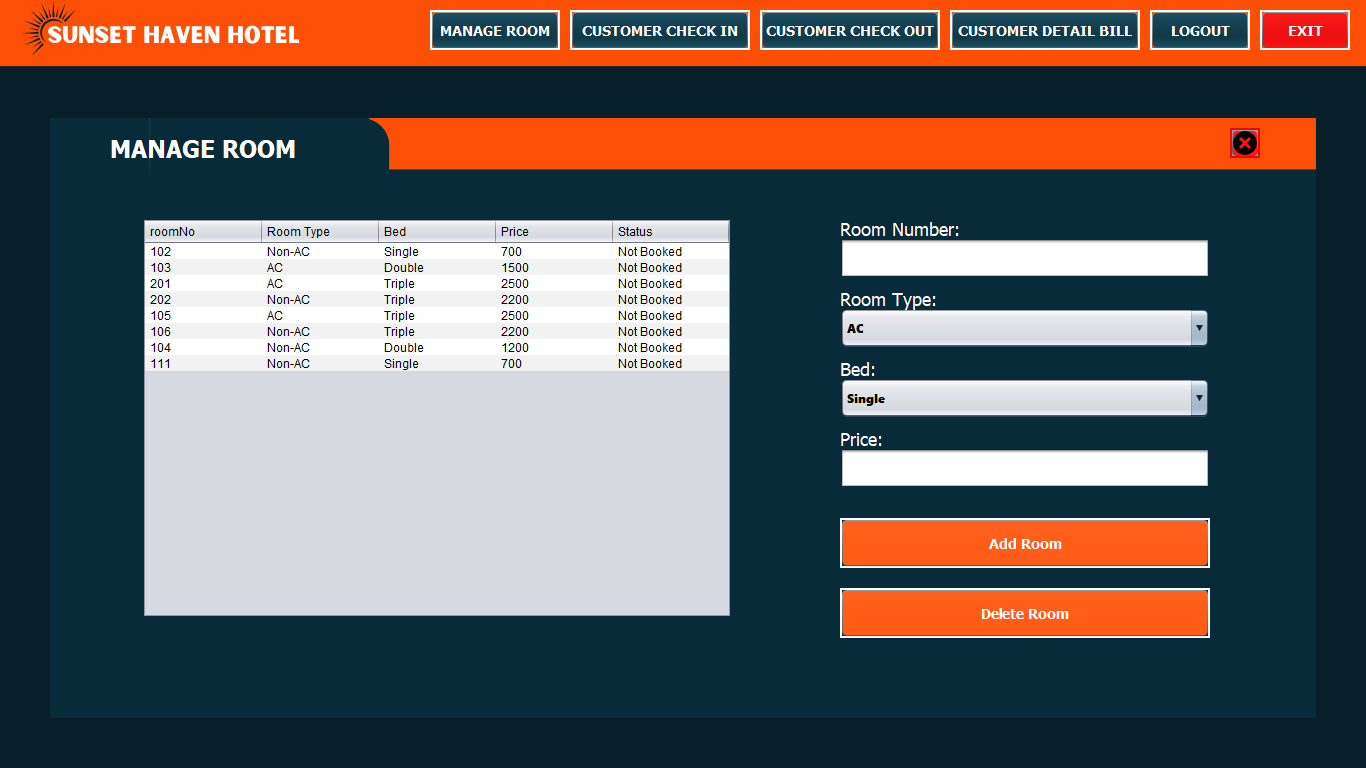 SUNSET HAVEN HOTEL
MANAGE ROOM
CUSTOMER CHECK IN
CUSTOMER CHECK OUT
CUSTOMER DETAIL BILL
LOGOUT
EXIT
MANAGE ROOM
roomNo Room Type Bed Price Status
102 Non-AC Single 700 Not Booked
103 AC Double 1500 Not Booked
201 AC Triple 2500 Not Booked
202 Non-AC Triple 2200 Not Booked
105 AC Triple 2500 Not Booked
106 Non-AC Triple 2200 Not Booked
104 Non-AC Double 1200 Not Booked
111 Non-AC Single 700 Not Booked
Room Number:
Room Type:
AC
Bed:
Single
Price:
Add Room
Delete Room